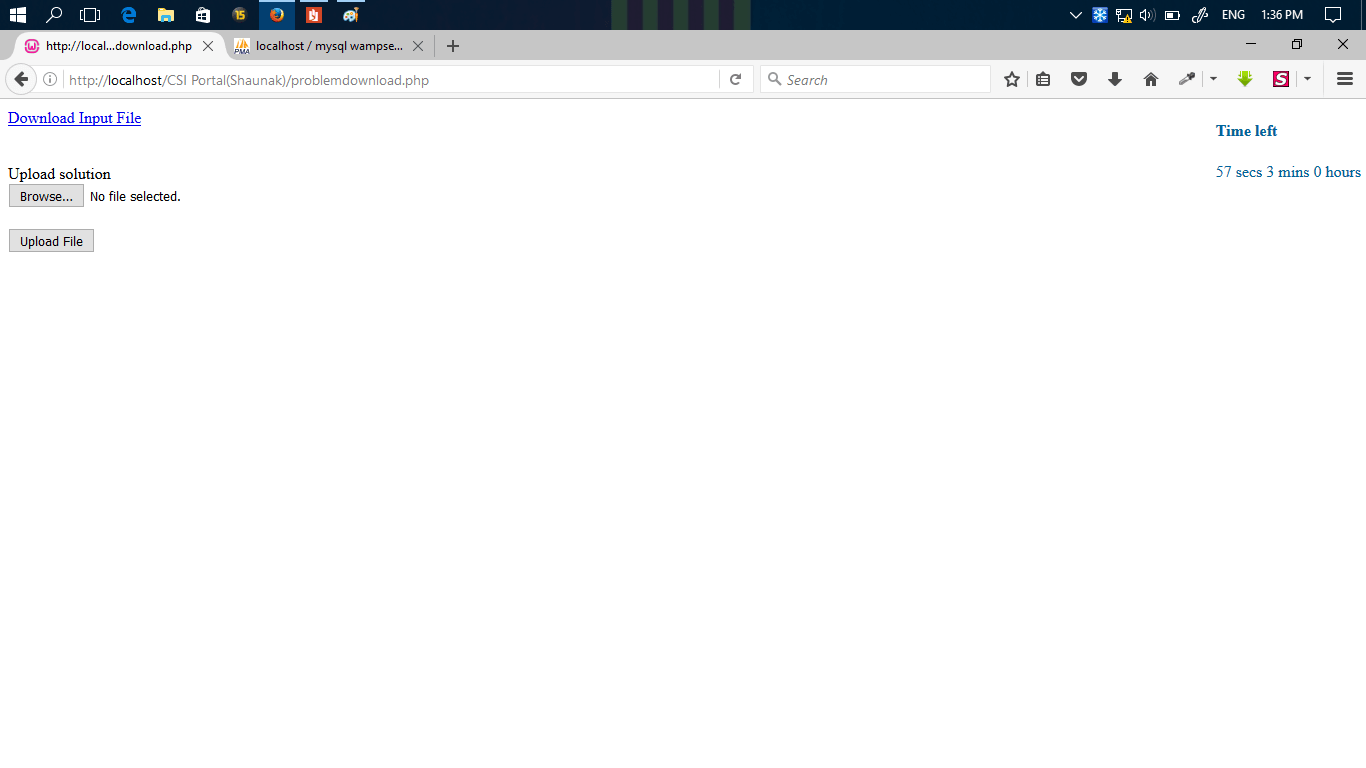 ENG 1:36 PM
http://local...download.php
PMA localhost / mysql wampse...
http://localhost/CSI Portal(Shaunak)/problemdownload.php
Search
S
Download Input File
Time left
57 secs 3 mins 0 hours
Upload solution
Browse... No file selected.
Upload File